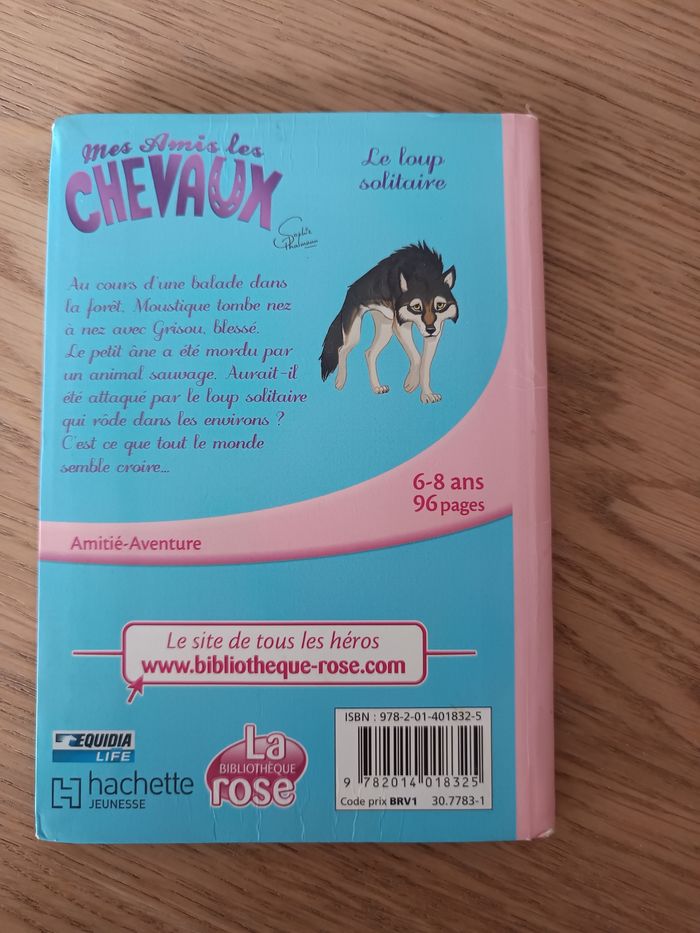 Mes Amis les
CHEVAUX
Sophie
Thalmann
Le loup
solitaire
Au cours d'une balade dans
la forêt, Moustique tombe nez
à nez avec Grisou, blessé.
Le petit âne a été mordu par
un animal sauvage. Aurait-il
été attaqué par le loup solitaire
qui rôde dans les environs ?
C'est ce que tout le monde
semble croire...
6-8 ans
96 pages
Amitié-Aventure
Le site de tous les héros
www.bibliotheque-rose.com
EQUIDIA
LIFE
hachette
JEUNESSE
La
BIBLIOTHÈQUE
rose
ISBN : 978-2-01-401832-5
9 782014 018325
Code prix BRV1 30.7783-1